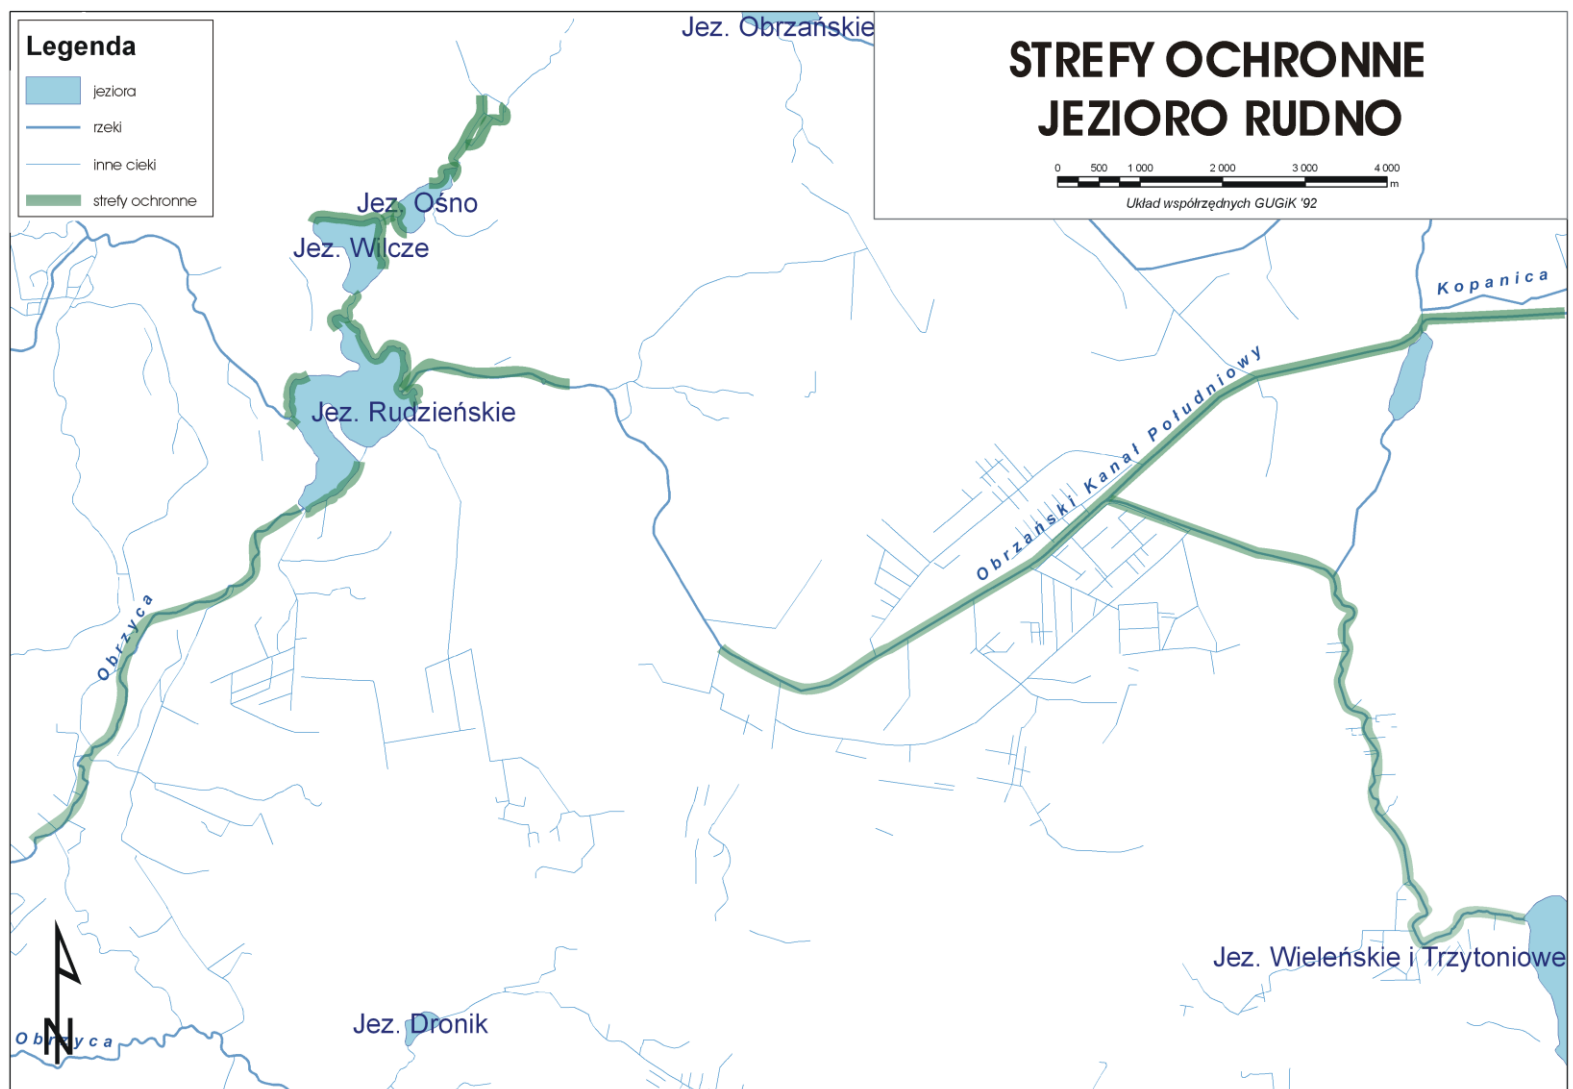 Jez. Obrzańskie
STREFY OCHRONNE
JEZIORO RUDNO
0 500 1 000 2 000 3 000 4 000
m
Układ współrzędnych GUGiK '92
Legenda
jeziora
rzeki
inne cieki
strefy ochronne
Jez. Ośno
Jez. Wilcze
Kopanica
Jez. Rudzieńskie
Obrzański Kanał Południowy
Obrzyca
Jez. Wieleńskie i Trzytoniowe
Jez. Dronik
Obrzyca
N